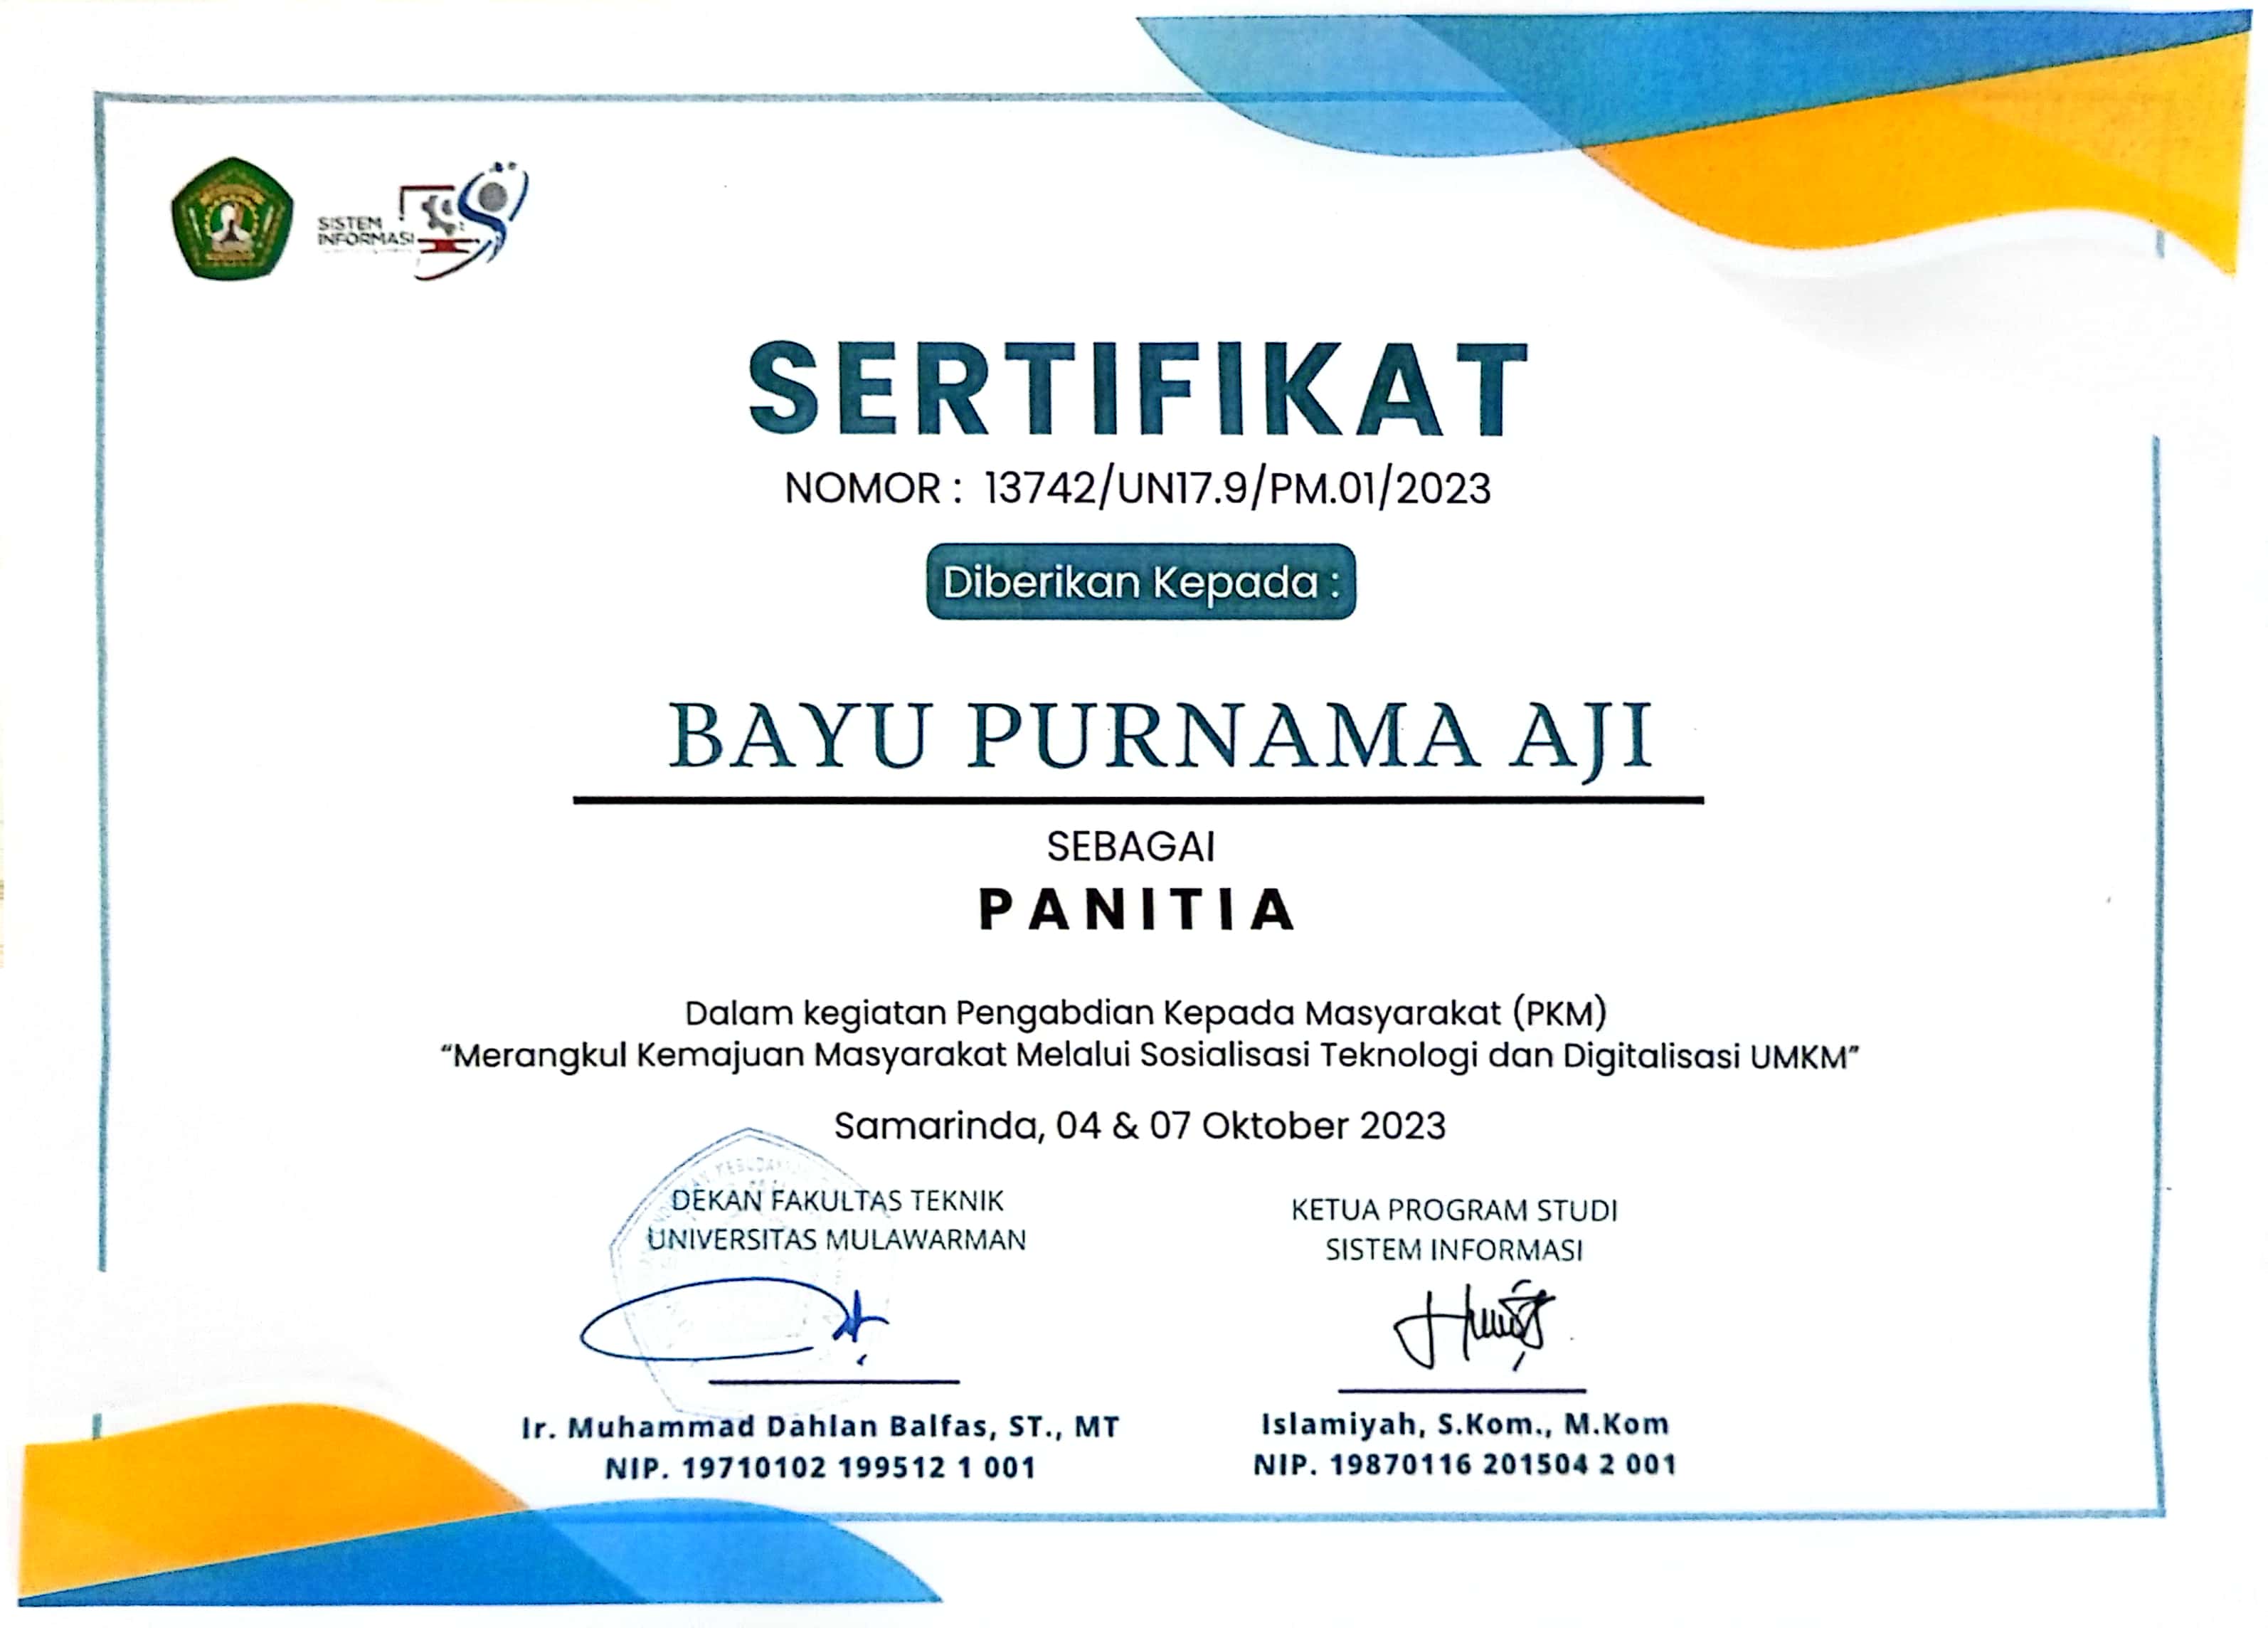 SISTEM
INFORMASI
SERTIFIKAT
NOMOR : 13742/UN17.9/PM.01/2023
Diberikan Kepada :
BAYU PURNAMA AJI
SEBAGAI
PANITIA
Dalam kegiatan Pengabdian Kepada Masyarakat (PKM)
“Merangkul Kemajuan Masyarakat Melalui Sosialisasi Teknologi dan Digitalisasi UMKM”
Samarinda, 04 & 07 Oktober 2023
DEKAN FAKULTAS TEKNIK
UNIVERSITAS MULAWARMAN
Ir. Muhammad Dahlan Balfas, ST., MT
NIP. 19710102 199512 1 001
KETUA PROGRAM STUDI
SISTEM INFORMASI
Islamiyah, S.Kom., M.Kom
NIP. 19870116 201504 2 001